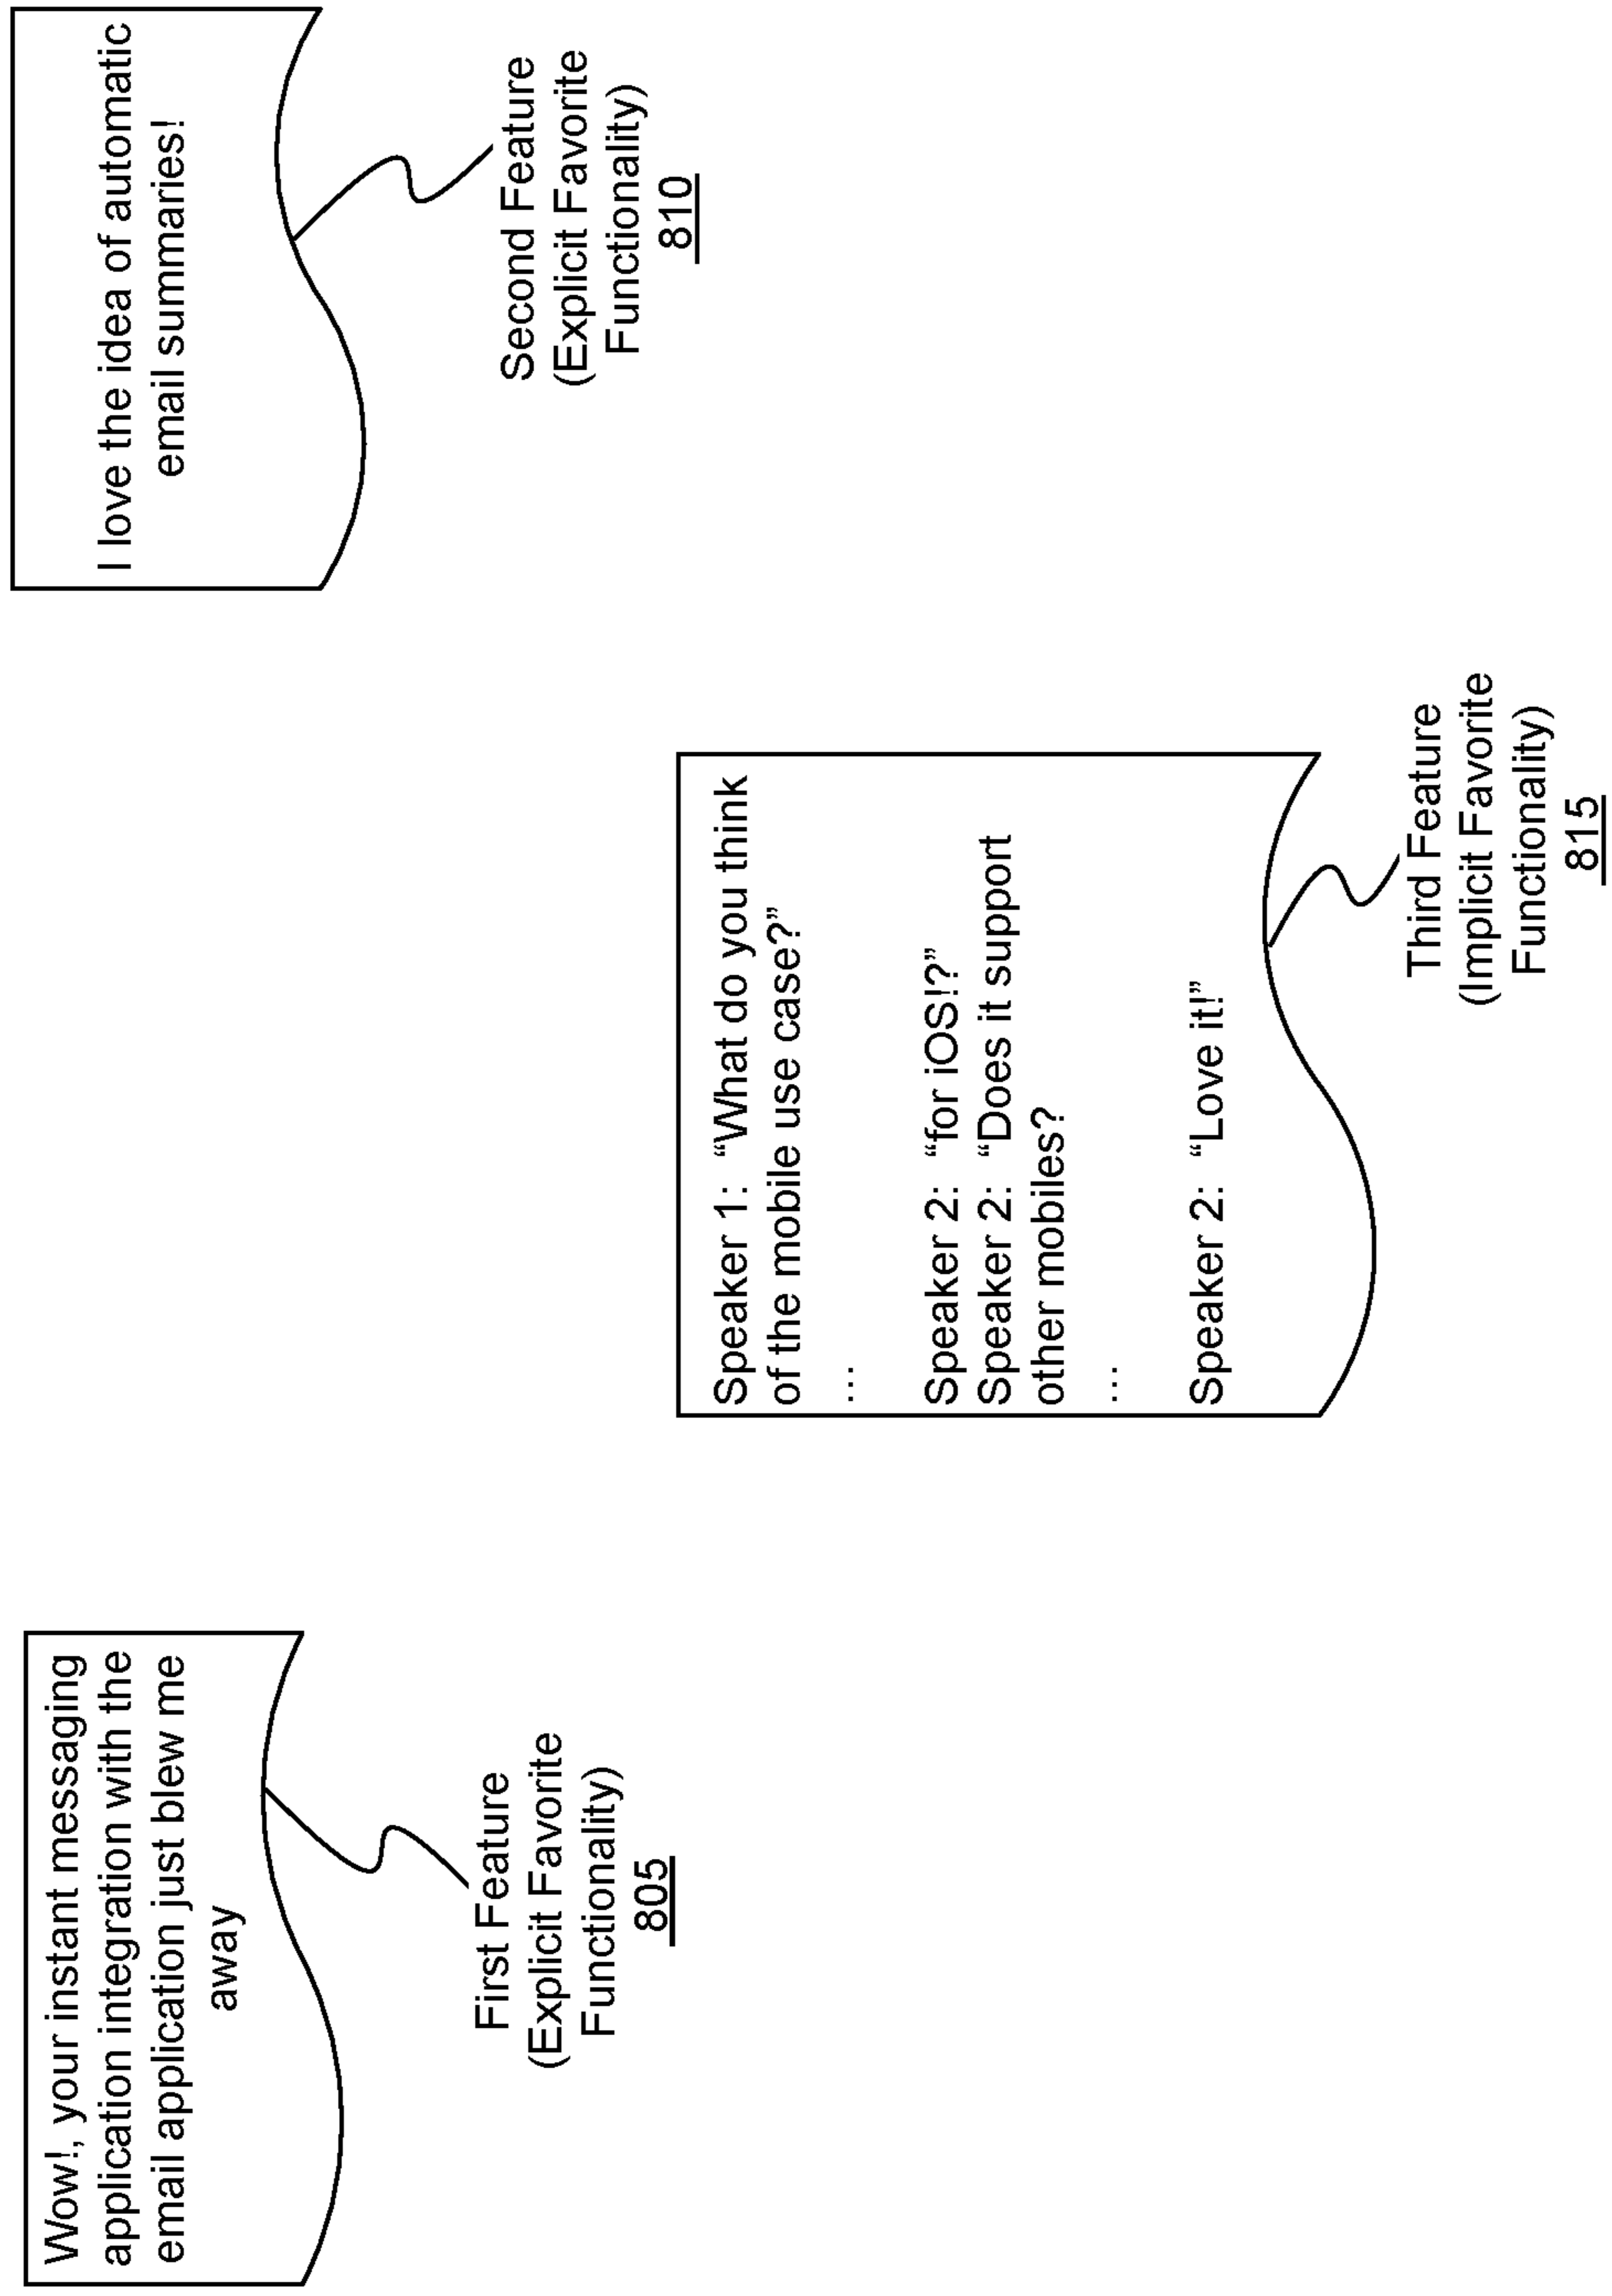 Wow!, your instant messaging
application integration with the
email application just blew me
away
First Feature
(Explicit Favorite
Functionality)
805
I love the idea of automatic
email summaries!
Second Feature
(Explicit Favorite
Functionality)
810
Speaker 1: “What do you think
of the mobile use case?”
...
Speaker 2: “for iOS!?”
Speaker 2: “Does it support
other mobiles?
...
Speaker 2: “Love it!”
Third Feature
(Implicit Favorite
Functionality)
815